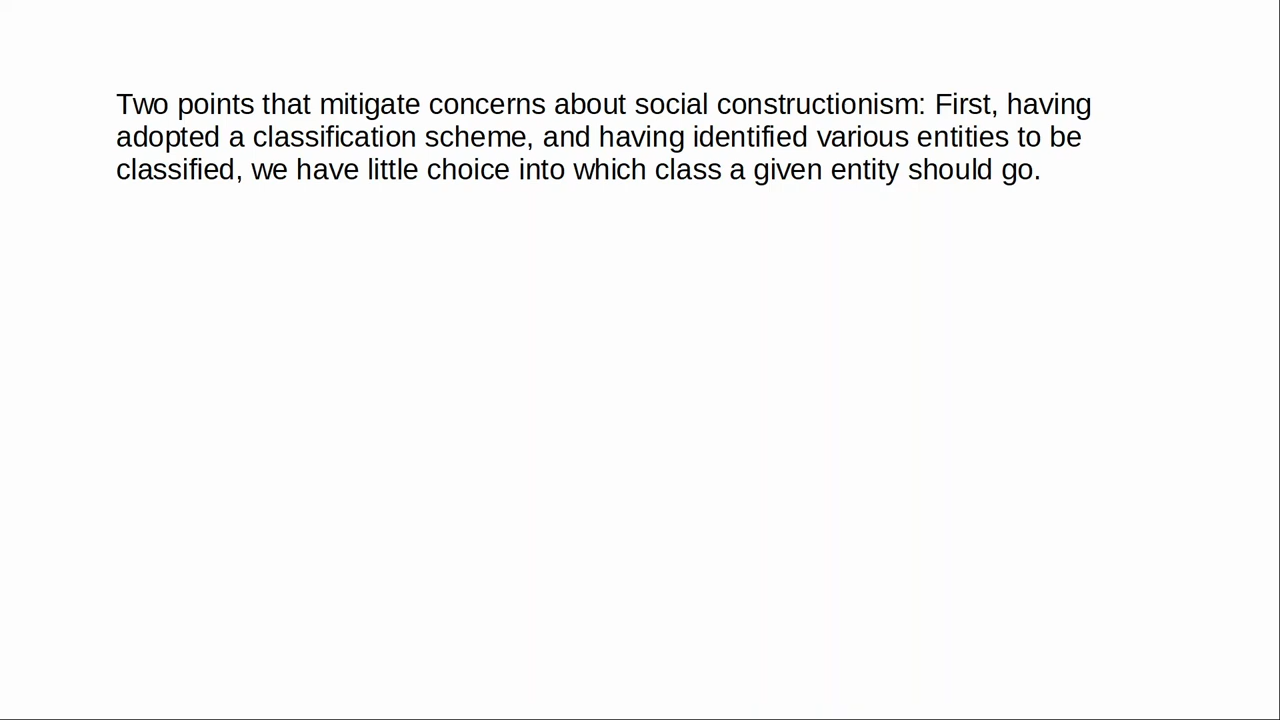 Two points that mitigate concerns about social constructionism: First, having
adopted a classification scheme, and having identified various entities to be
classified, we have little choice into which class a given entity should go.